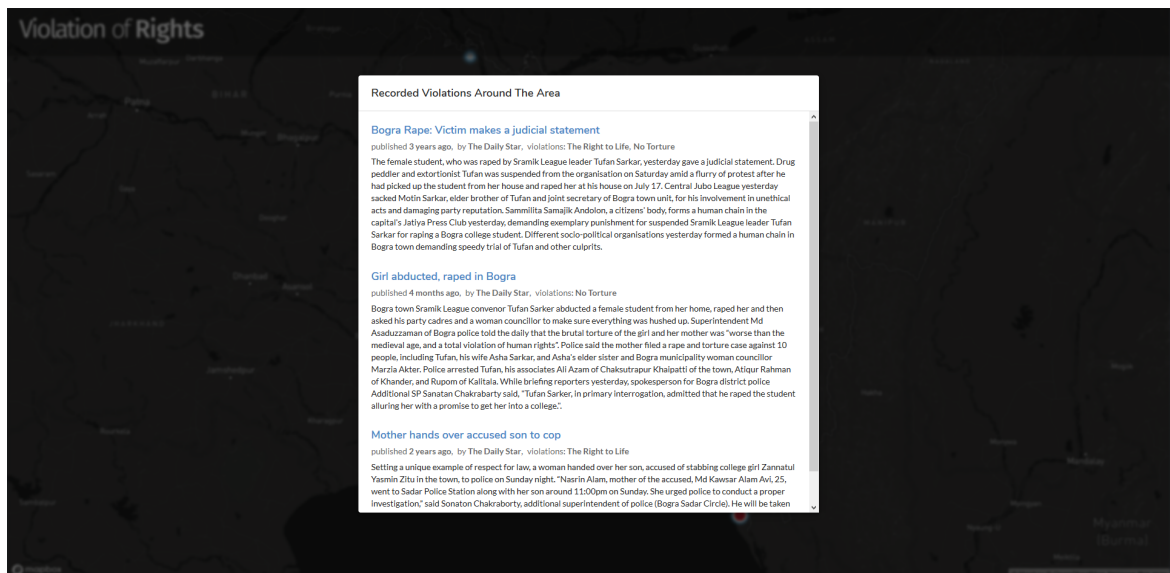 Violation of Rights
Recorded Violations Around The Area
Bogra Rape: Victim makes a judicial statement
published 3 years ago, by The Daily Star, violations: The Right to Life, No Torture
The female student, who was raped by Sramik League leader Tufan Sarkar, yesterday gave a judicial statement. Drug
peddler and extortionist Tufan was suspended from the organisation on Saturday amid a flurry of protest after he
had picked up the student from her house and raped her at his house on July 17. Central Jubo League yesterday
sacked Motin Sarkar, elder brother of Tufan and joint secretary of Bogra town unit, for his involvement in unethical
acts and damaging party reputation. Sammilita Samajik Andolon, a citizens' body, forms a human chain in the
capital's Jatiya Press Club yesterday, demanding exemplary punishment for suspended Sramik League leader Tufan
Sarkar for raping a Bogra college student. Different socio-political organisations yesterday formed a human chain in
Bogra town demanding speedy trial of Tufan and other culprits.
Girl abducted, raped in Bogra
published 4 months ago, by The Daily Star, violations: No Torture
Bogra town Sramik League convenor Tufan Sarker abducted a female student from her home, raped her and then
asked his party cadres and a woman councillor to make sure everything was hushed up. Superintendent Md
Asaduzzaman of Bogra police told the daily that the brutal torture of the girl and her mother was "worse than the
medieval age, and a total violation of human rights". Police said the mother filed a rape and torture case against 10
people, including Tufan, his wife Asha Sarkar, and Asha's elder sister and Bogra municipality woman councillor
Marzia Akter. Police arrested Tufan, his associates Ali Azam of Chaksutrapur Khaipatti of the town, Atiqur Rahman
of Khander, and Rupom of Kalitala. While briefing reporters yesterday, spokesperson for Bogra district police
Additional SP Sanatan Chakrabarty said, "Tufan Sarker, in primary interrogation, admitted that he raped the student
alluring her with a promise to get her into a college.".
Mother hands over accused son to cop
published 2 years ago, by The Daily Star, violations: The Right to Life
Setting a unique example of respect for law, a woman handed over her son, accused of stabbing college girl Zannatul
Yasmin Zitu in the town, to police on Sunday night. "Nasrin Alam, mother of the accused, Md Kawsar Alam Avi, 25,
went to Sadar Police Station along with her son around 11:00pm on Sunday. She urged police to conduct a proper
investigation," said Sonaton Chakraborty, additional superintendent of police (Bogra Sadar Circle). He will be taken
BIHAR
Patna
Dhanbad
Mandalay
Myanmar
(Burma)
mapbox